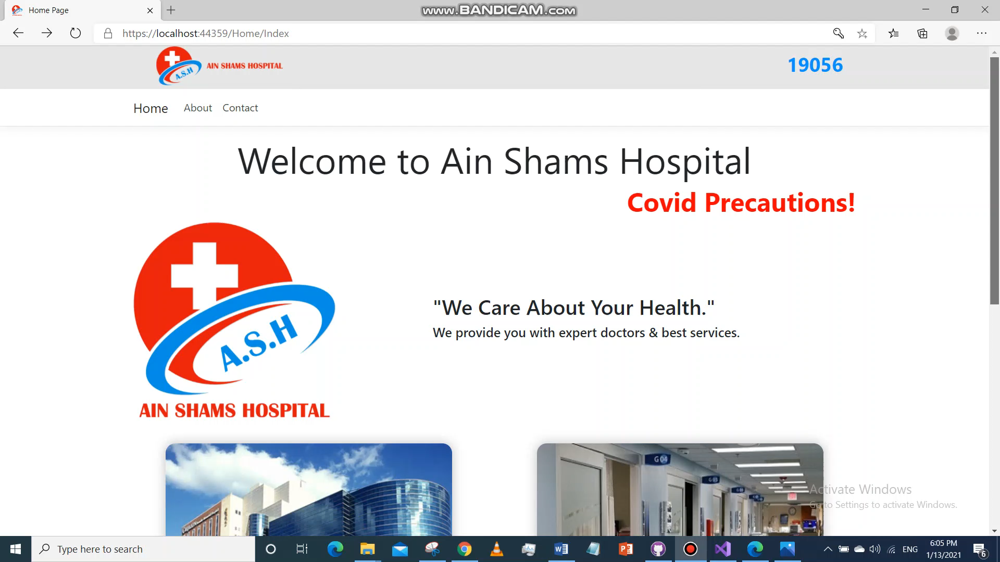 Home Page
www.BANDICAM.com
https://localhost:44359/Home/Index
A.S.H
AIN SHAMS HOSPITAL
19056
Home
About
Contact
Welcome to Ain Shams Hospital
Covid Precautions!
A.S.H
AIN SHAMS HOSPITAL
"We Care About Your Health."
We provide you with expert doctors & best services.
G 04
G 05
Activate Windows
Go to Settings to activate Windows.
Type here to search
ENG
6:05 PM
1/13/2021
6